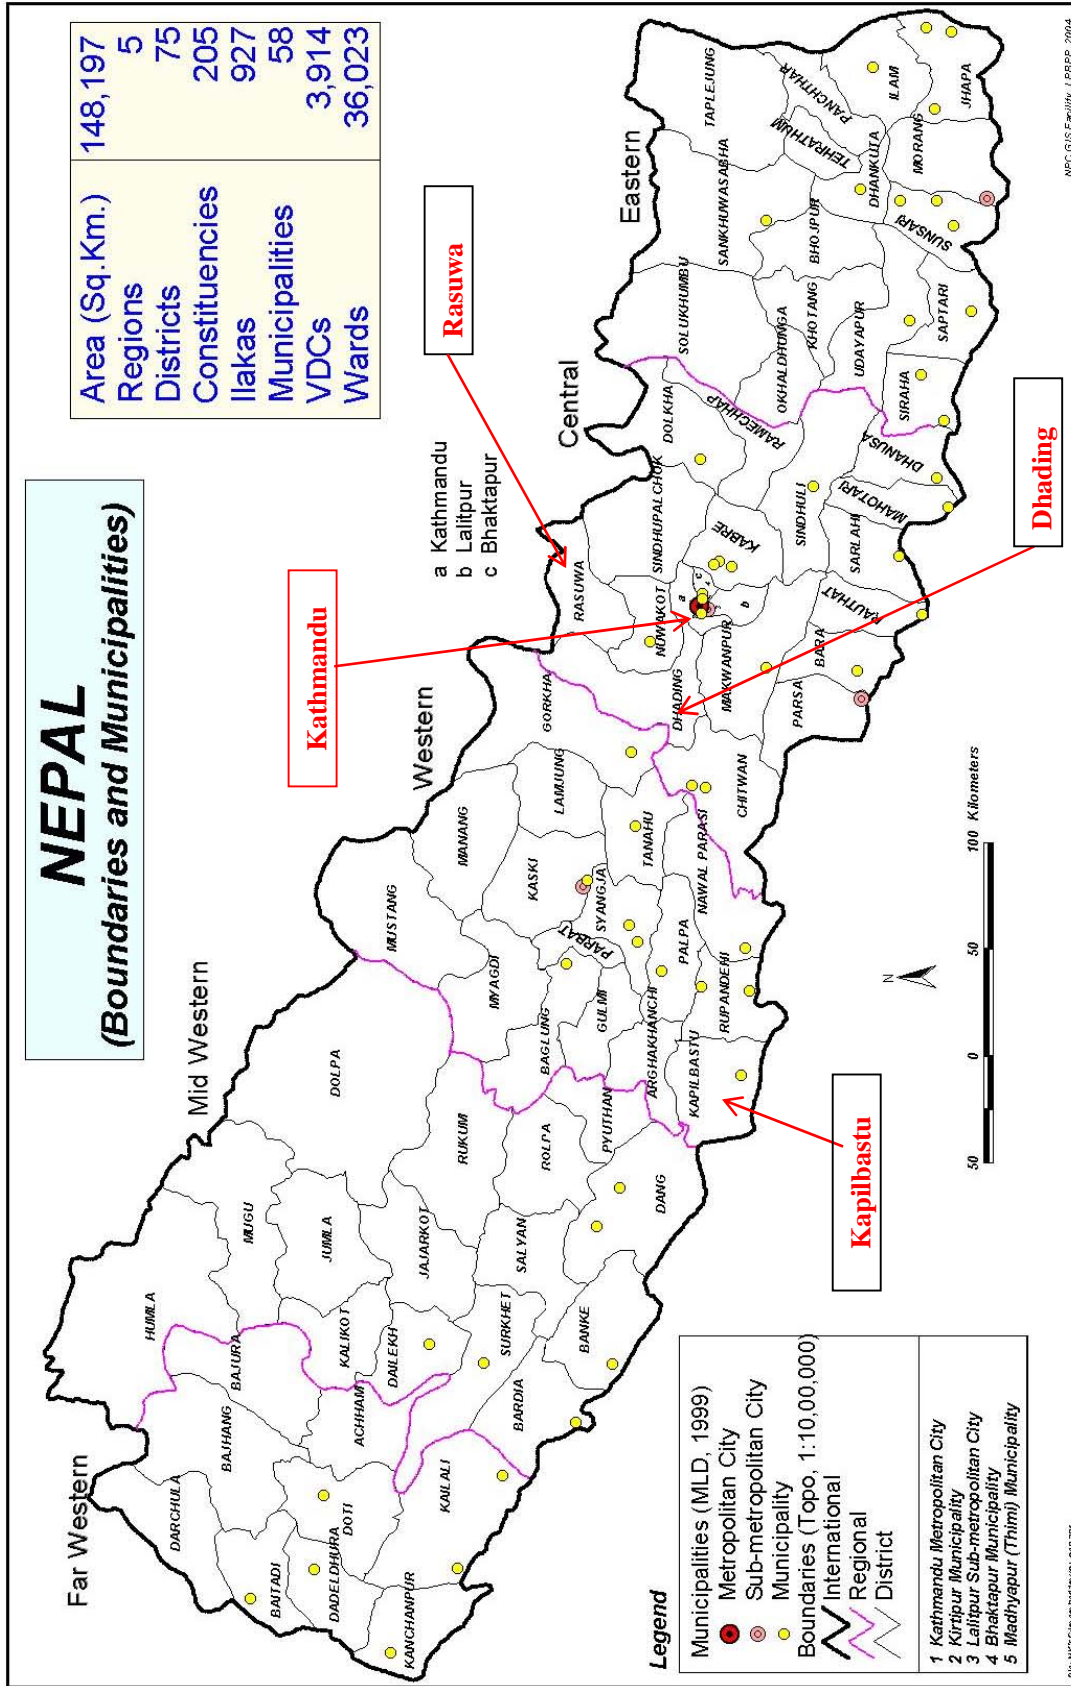 NEPAL
(Boundaries and Municipalities)
Area (Sq.Km.) 148,197
Regions 5
Districts 75
Constituencies 205
Ilakas 927
Municipalities 58
VDCs 3,914
Wards 36,023
Far Western
Mid Western
Western
Central
Eastern
a Kathmandu
b Lalitpur
c Bhaktapur
Kathmandu
Rasuwa
Dhading
Kapilbastu
DARCHULA
BAITADI
DADELDHURA
KANCHANPUR
BAJHANG
BAJURA
DOTI
ACHHAM
KAILALI
HUMLA
MUGU
JUMLA
KALIKOT
DAILEKH
JAJARKOT
SURKHET
BARDIA
BANKE
DOLPA
RUKUM
SALYAN
ROLPA
PYUTHAN
DANG
MUSTANG
MANANG
MYAGDI
KASKI
LAMJUNG
GORKHA
BAGLUNG
PARBAT
SYANGJA
TANAHU
GULMI
ARGHAKHANCHI
PALPA
NAWALPARASI
KAPILBASTU
RUPANDEHI
RASUWA
NUWAKOT
DHADING
SINDHUPALCHOK
DOLKHA
RAMECHHAP
KABRE
a
c
b
MAKWANPUR
CHITWAN
PARSA
BARA
RAUTHAT
SINDHULI
SARLAHI
MAHOTARI
DHANUSA
SOLUKHUMBU
SANKHUWASABHA
TAPLEJUNG
OKHALDHUNGA
KHOTANG
BHOJPUR
TEHRATHUM
PANCHTHAR
DHANKUTA
ILAM
UDAYAPUR
SIRAHA
SAPTARI
SUNSARI
MORANG
JHAPA
N
50 0 50 100 Kilometers
Legend
Municipalities (MLD, 1999)
Metropolitan City
Sub-metropolitan City
Municipality
Boundaries (Topo, 1:10,00,000)
International
Regional
District
1 Kathmandu Metropolitan City
2 Kirtipur Municipality
3 Lalitpur Sub-metropolitan City
4 Bhaktapur Municipality
5 Madhyapur (Thimi) Municipality
NPC GIS Facility, LPRPP, 2004